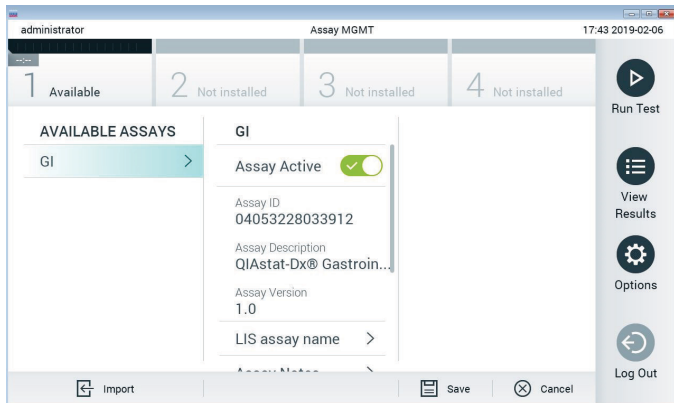 administrator
Assay MGMT
17:43 2019-02-06
--:--
1 Available
2 Not installed
3 Not installed
4 Not installed
Run Test
View
Results
Options
Log Out
AVAILABLE ASSAYS
GI
GI
Assay Active
Assay ID
04053228033912
Assay Description
QIAstat-Dx® Gastroin...
Assay Version
1.0
LIS assay name
Assay Notes
Import
Save
Cancel